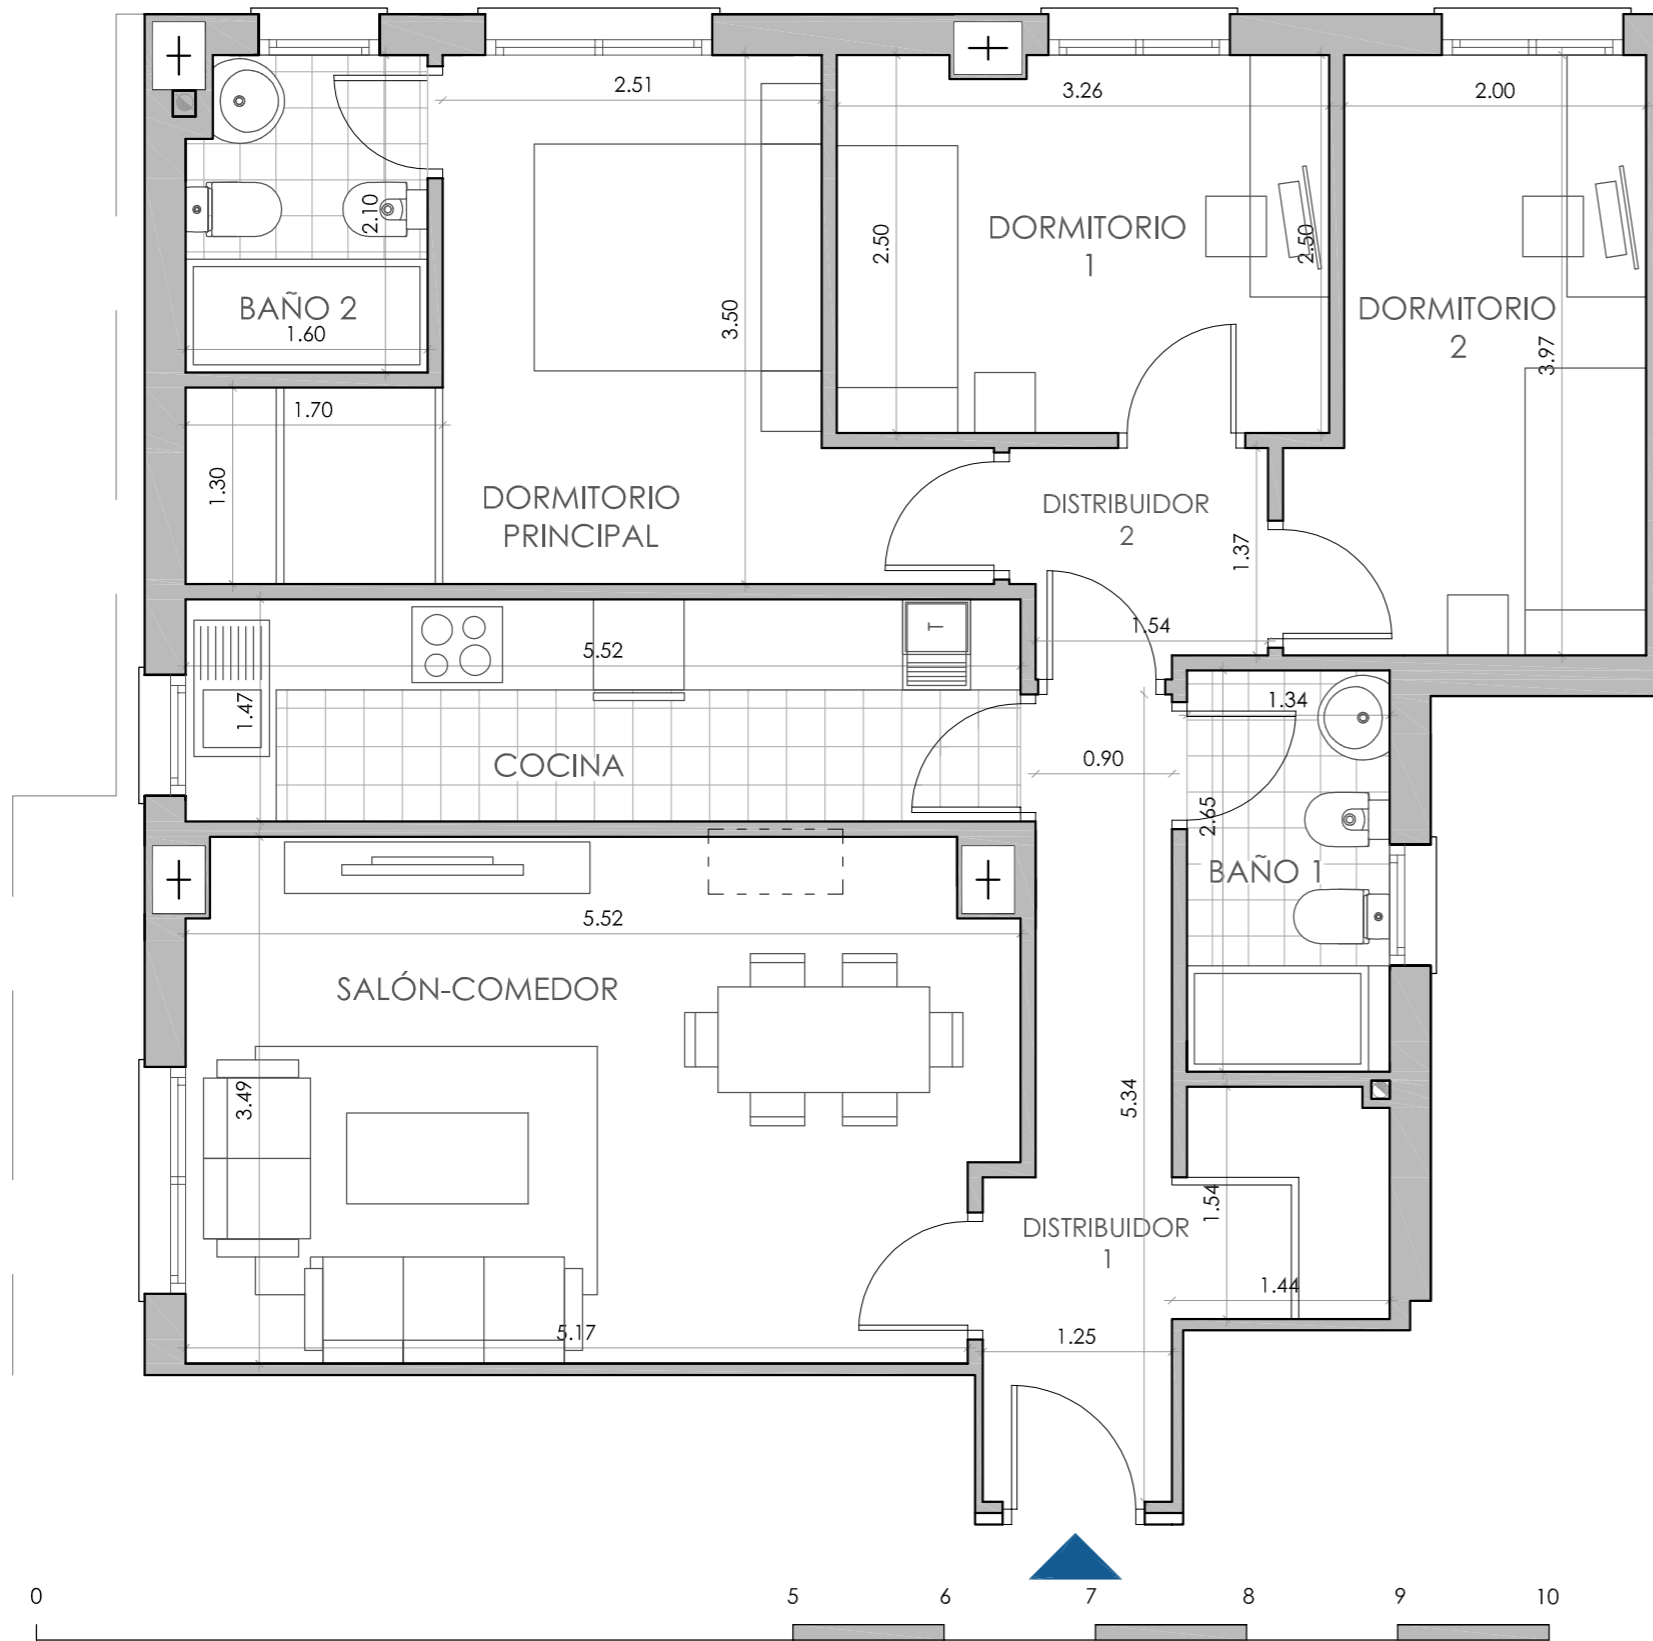 2.51
3.26
2.00
2.10
2.50
DORMITORIO
1
2.50
BAÑO 2
1.60
3.50
DORMITORIO
2
3.97
1.70
1.30
DORMITORIO
PRINCIPAL
DISTRIBUIDOR
2
1.37
1.54
T
5.52
1.47
COCINA
0.90
1.34
2.65
BAÑO 1
5.52
SALÓN-COMEDOR
3.49
5.34
1.54
DISTRIBUIDOR
1
1.44
5.17
1.25
0 5 6 7 8 9 10